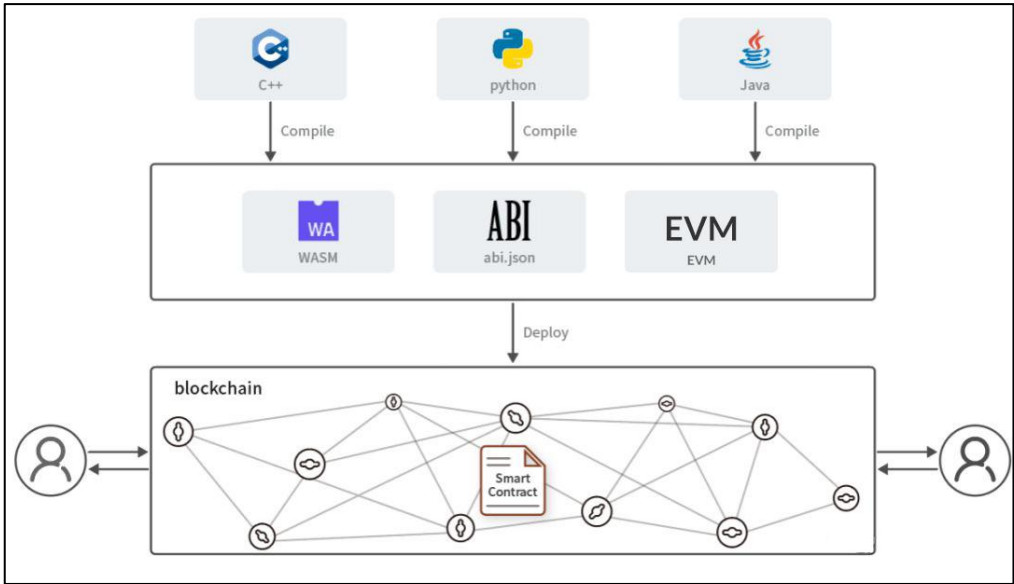 C++
python
Java
Compile
Compile
Compile
WA
WASM
ABI
abi.json
EVM
EVM
Deploy
blockchain
Smart
Contract